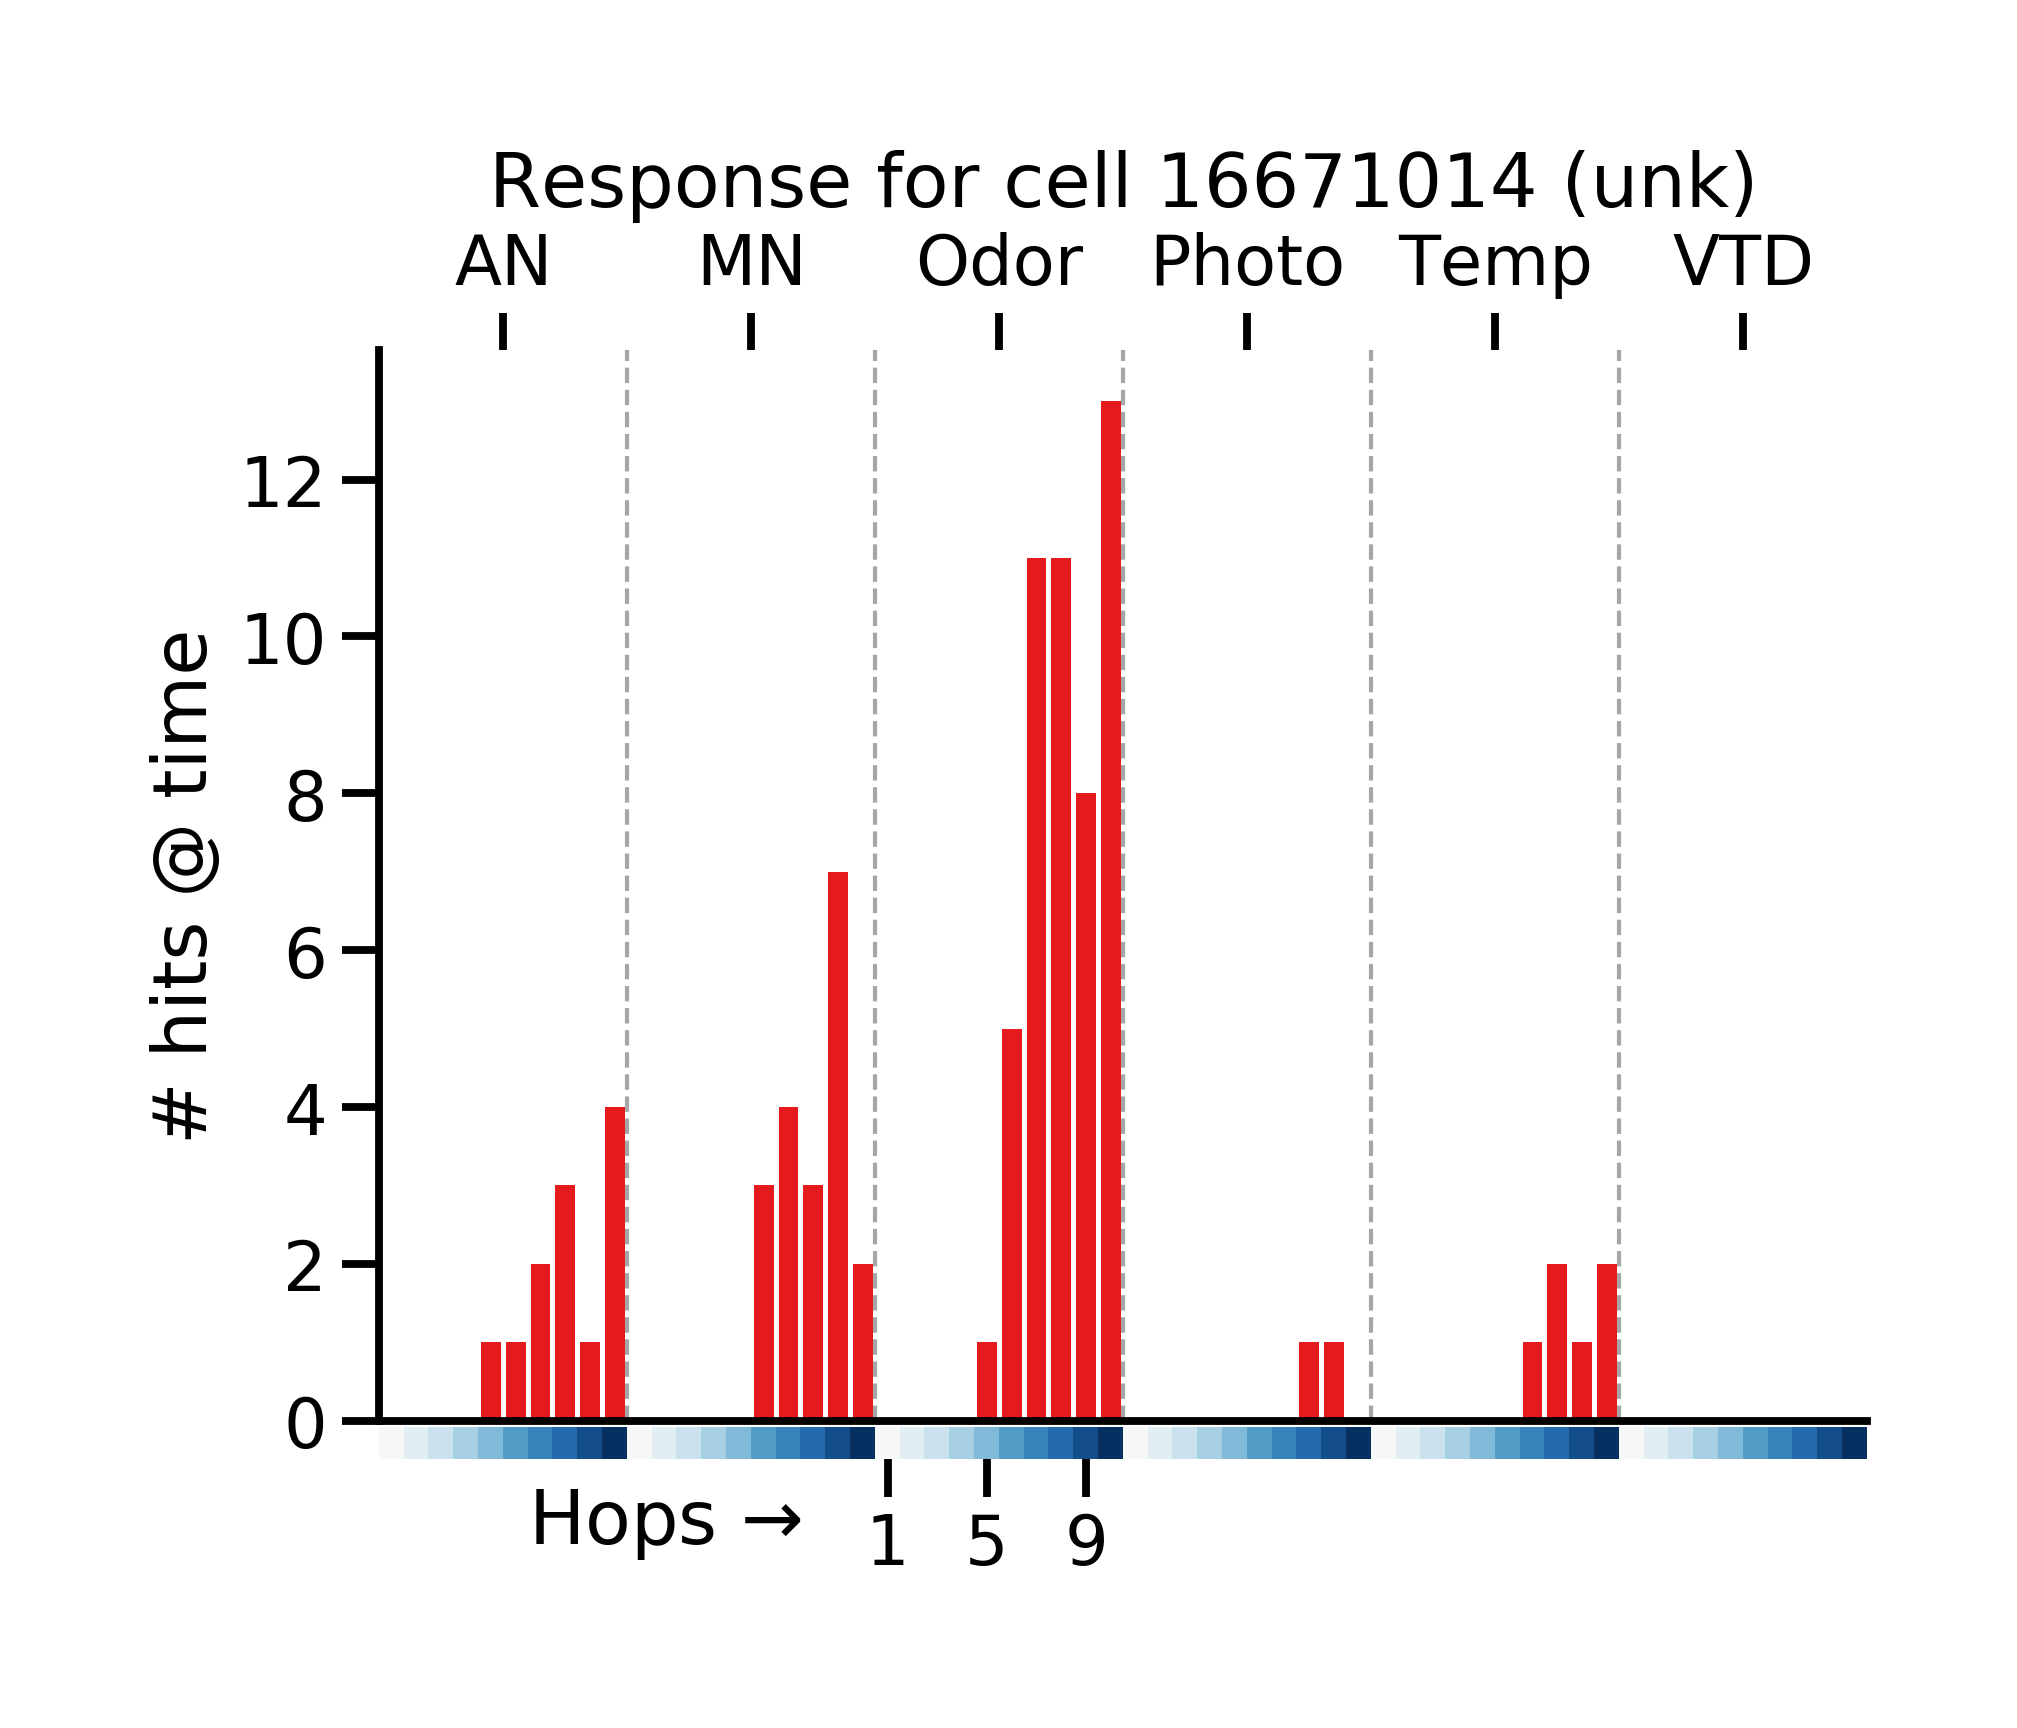 Response for cell 16671014 (unk)
AN MN Odor Photo Temp VTD
12
10
8
6
4
2
0
# hits @ time
Hops → 1 5 9